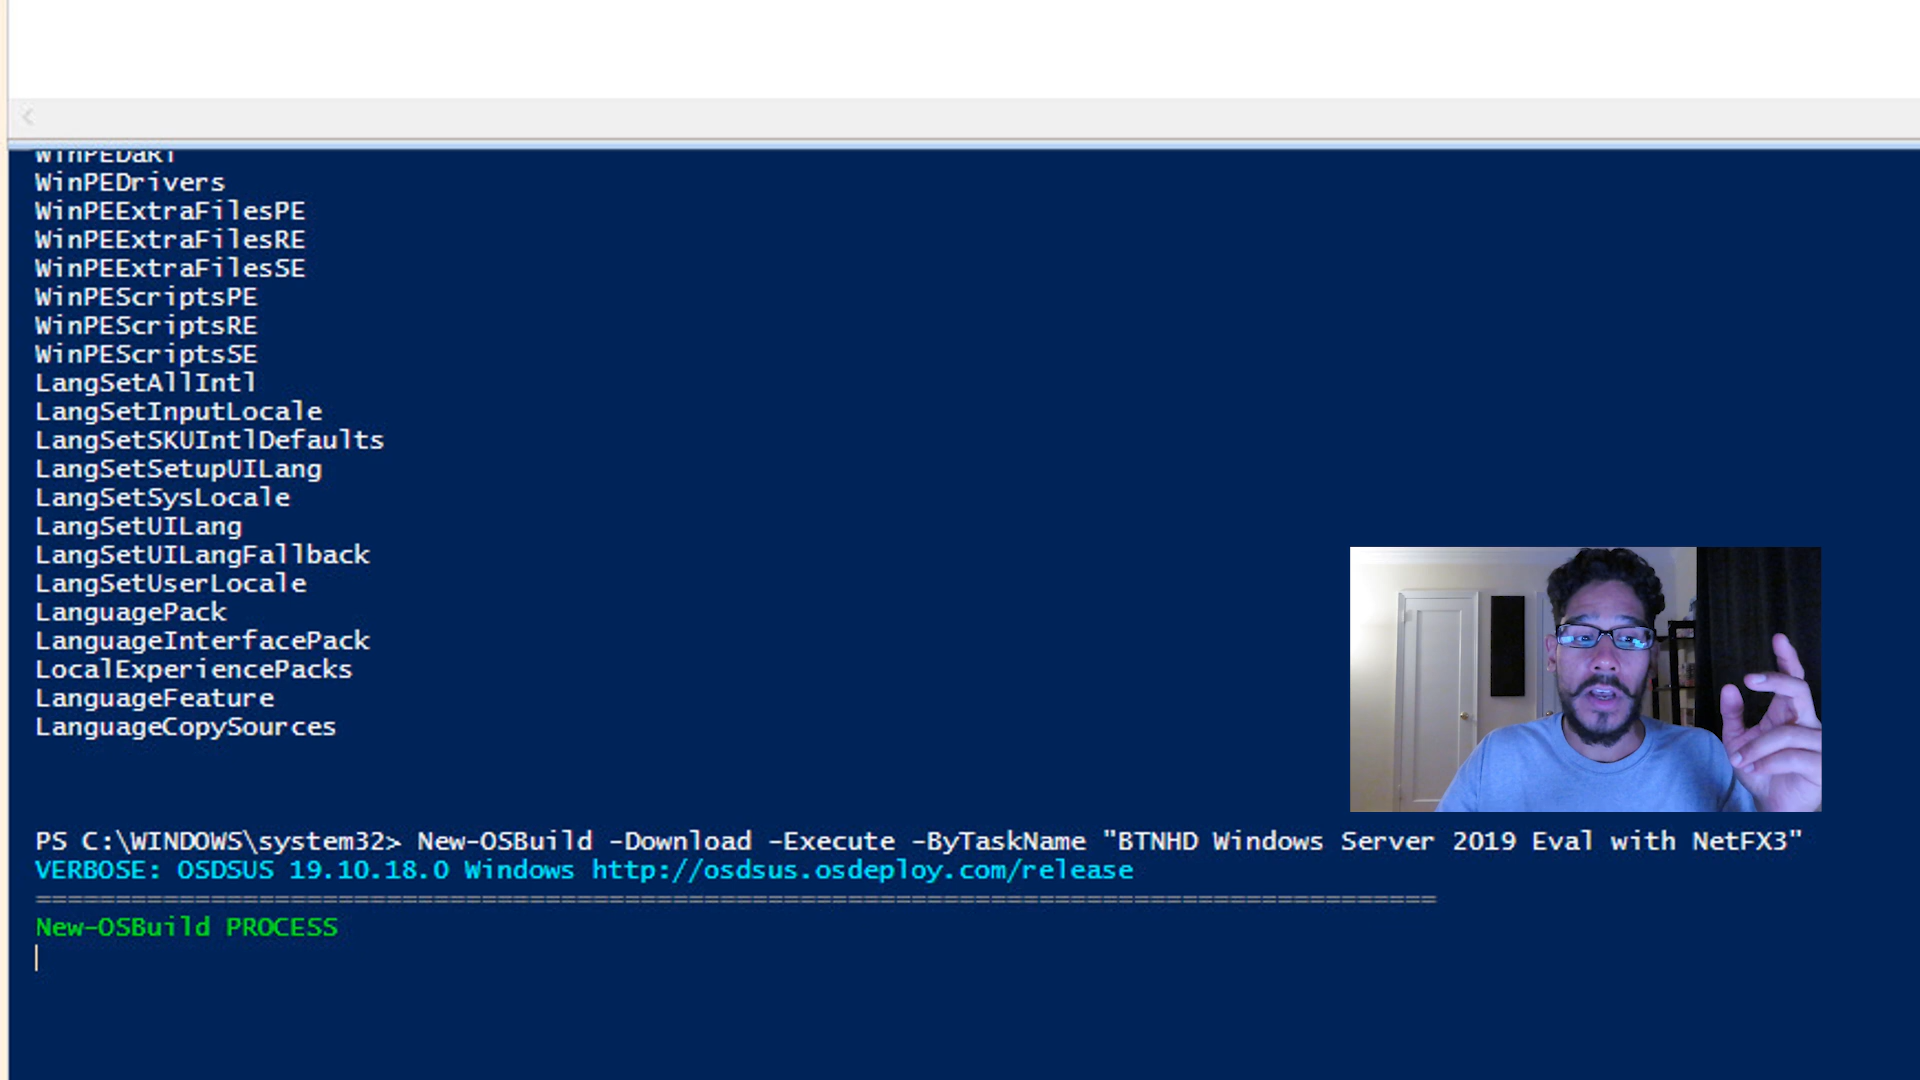 WinPEDaRT
WinPEDrivers
WinPEExtraFilesPE
WinPEExtraFilesRE
WinPEExtraFilesSE
WinPEScriptsPE
WinPEScriptsRE
WinPEScriptsSE
LangSetAllIntl
LangSetInputLocale
LangSetSKUIntlDefaults
LangSetSetupUILang
LangSetSysLocale
LangSetUILang
LangSetUILangFallback
LangSetUserLocale
LanguagePack
LanguageInterfacePack
LocalExperiencePacks
LanguageFeature
LanguageCopySources
PS C:\WINDOWS\system32> New-OSBuild -Download -Execute -ByTaskName "BTNHD Windows Server 2019 Eval with NetFX3"
VERBOSE: OSDSUS 19.10.18.0 Windows http://osdsus.osdeploy.com/release
========================================================================================
New-OSBuild PROCESS